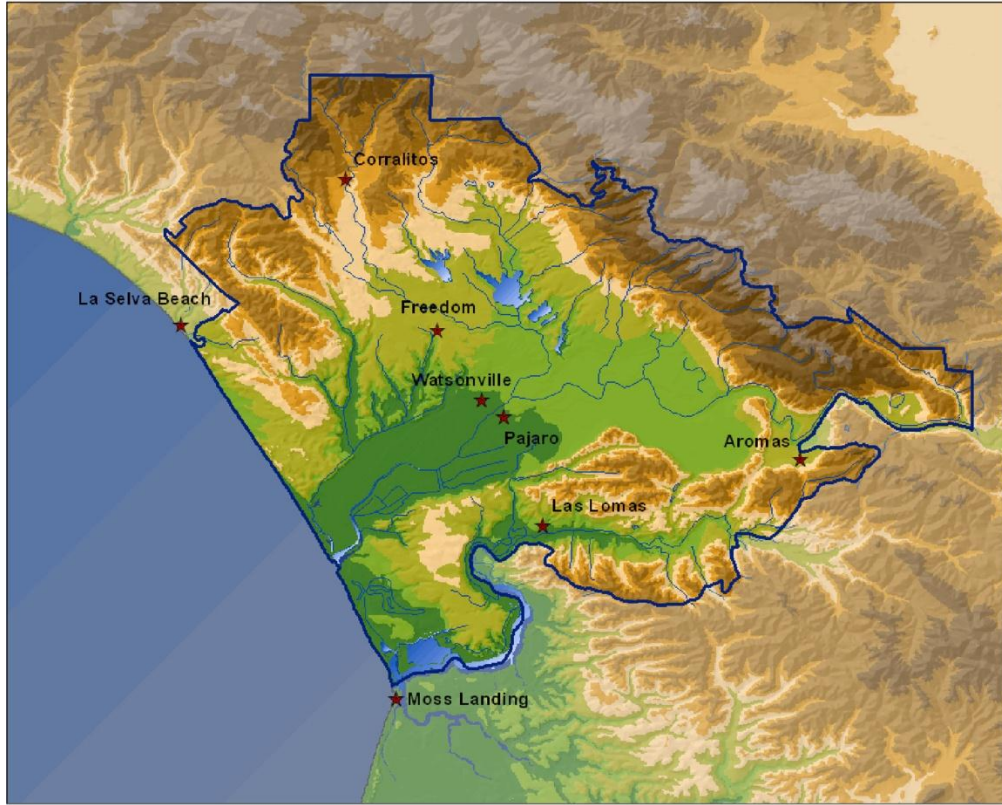 Corralitos
La Selva Beach
Freedom
Watsonville
Pajaro
Aromas
Las Lomas
Moss Landing